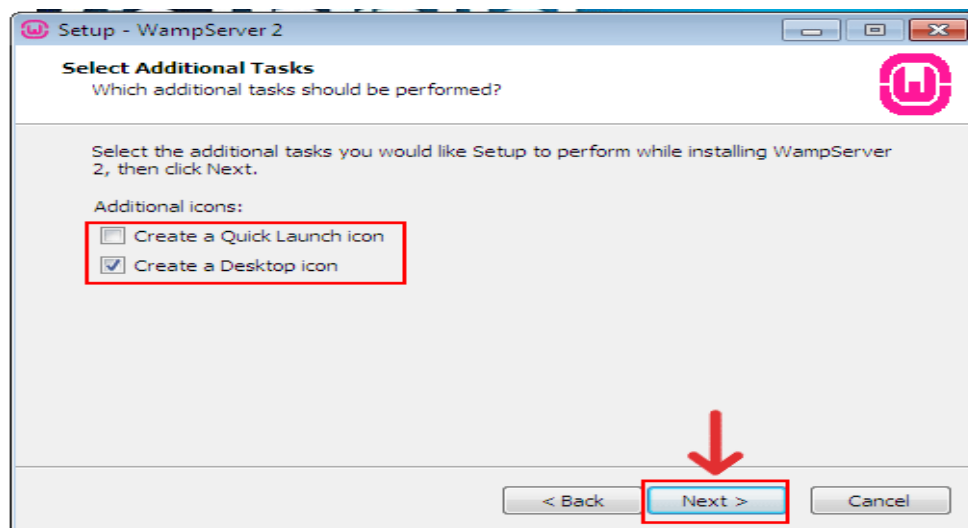 Setup - WampServer 2
Select Additional Tasks
Which additional tasks should be performed?
Select the additional tasks you would like Setup to perform while installing WampServer
2, then click Next.
Additional icons:
Create a Quick Launch icon
Create a Desktop icon
< Back
Next >
Cancel